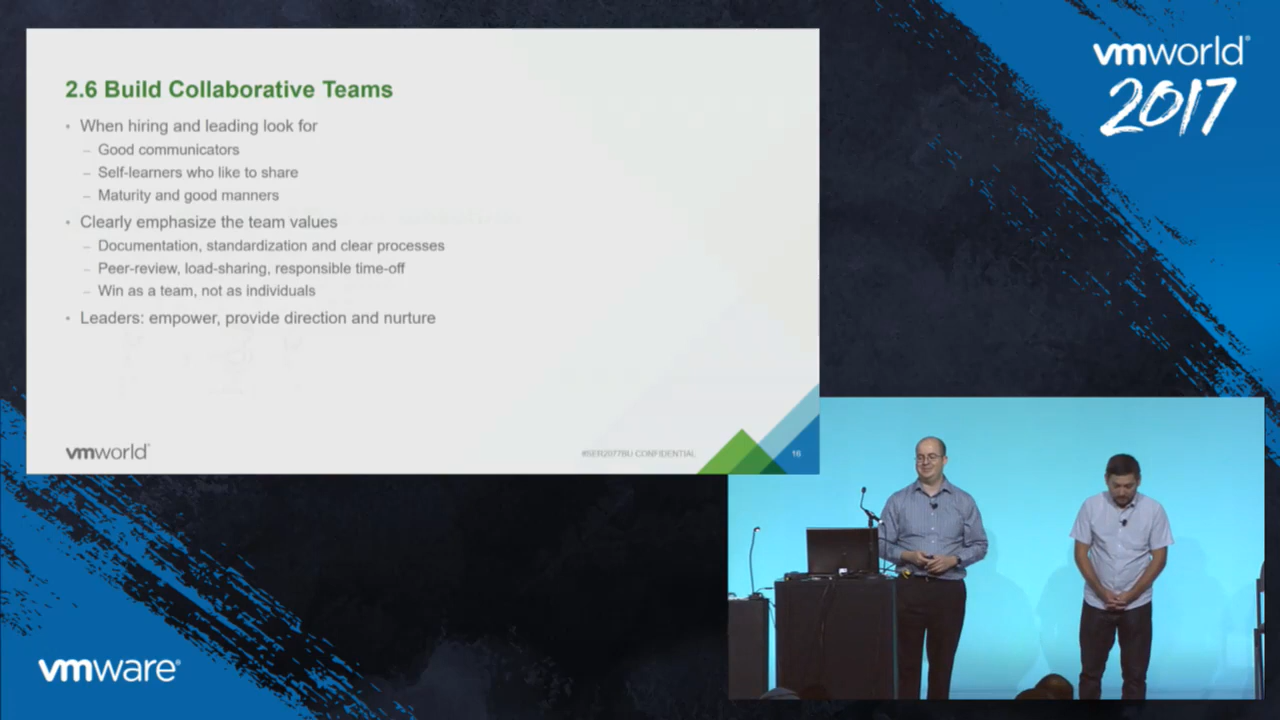 2.6 Build Collaborative Teams
• When hiring and leading look for
– Good communicators
– Self-learners who like to share
– Maturity and good manners
• Clearly emphasize the team values
– Documentation, standardization and clear processes
– Peer-review, load-sharing, responsible time-off
– Win as a team, not as individuals
• Leaders: empower, provide direction and nurture
vmworld®
#SER2077BU CONFIDENTIAL
16
vmworld®
2017
vmware®